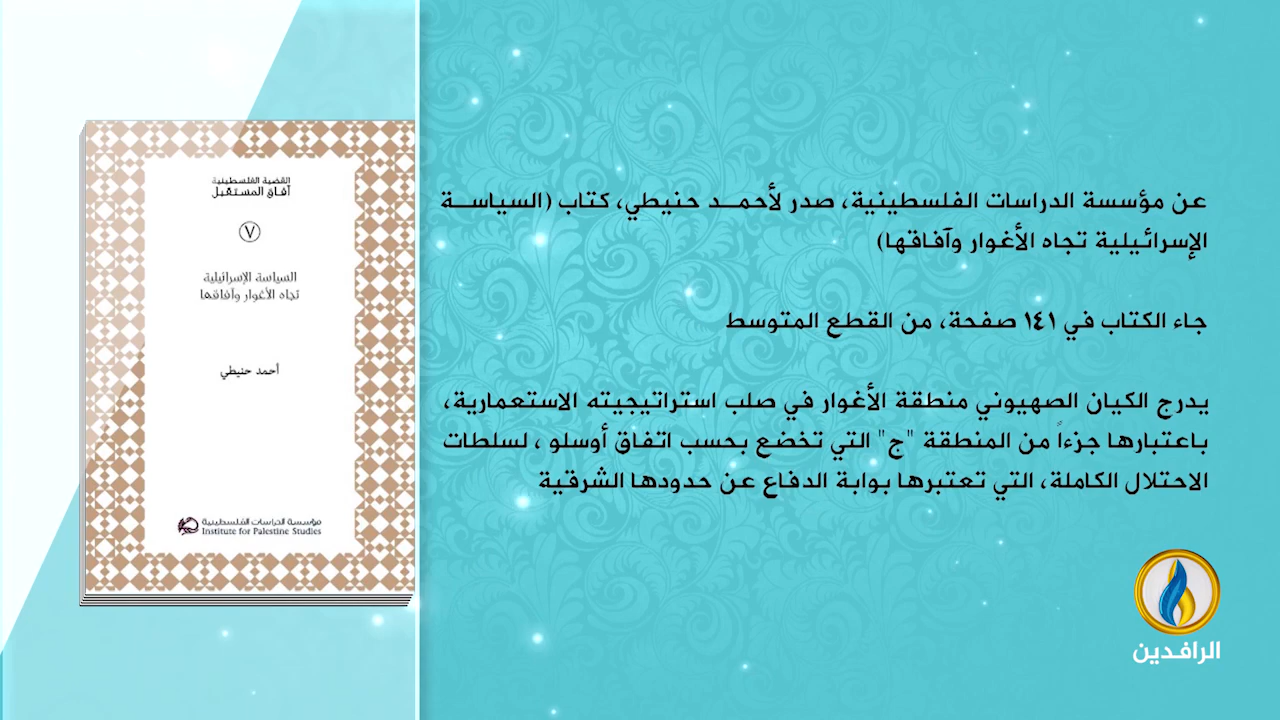 عن مؤسسة الدراسات الفلسطينية، صدر لأحمــد حنيطي، كتاب (السياســة
الإسرائيلية تجاه الأغوار وآفاقها)
جاء الكتاب في ١٤١ صفحة، من القطع المتوسط
يدرج الكيان الصهيوني منطقة الأغوار في صلب استراتيجيته الاستعمارية،
باعتبارها جزءاً من المنطقة "ج" التي تخضع بحسب اتفاق أوسلو ، لسلطات
الاحتلال الكاملة، التي تعتبرها بوابة الدفاع عن حدودها الشرقية
القضية الفلسطينية
آفاق المستقبل
٧
السياسة الإسرائيلية
تجاه الأغوار وآفاقها
أحمد حنيطي
مؤسسة الدراسات الفلسطينية
Institute for Palestine Studies
الرافدين